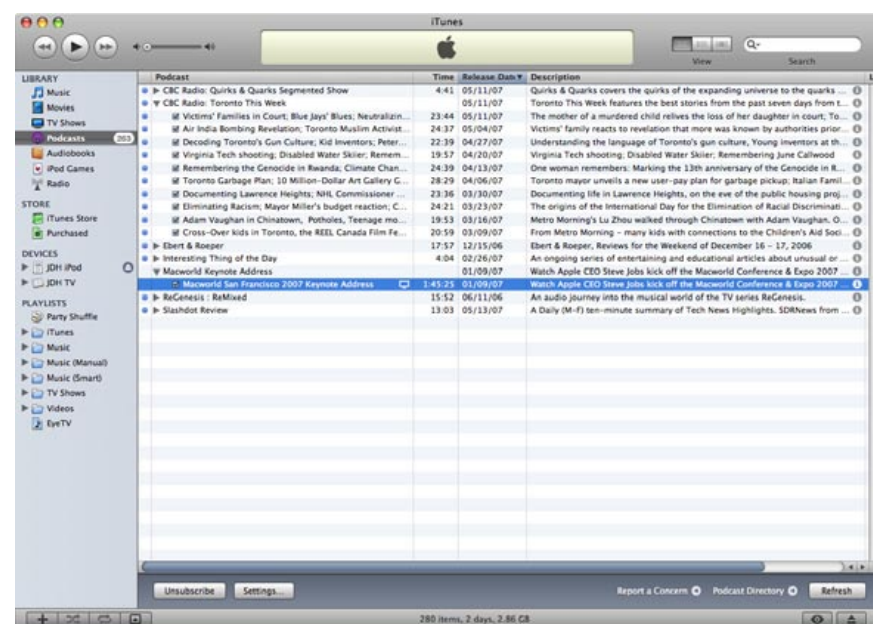 iTunes
View
Search
LIBRARY
Music
Movies
TV Shows
Podcasts 263
Audiobooks
iPod Games
Radio
STORE
iTunes Store
Purchased
DEVICES
JDH iPod
JDH TV
PLAYLISTS
Party Shuffle
iTunes
Music
Music (Manual)
Music (Smart)
TV Shows
Videos
EyeTV
Podcast Time Release Date Description
CBC Radio: Quirks & Quarks Segmented Show 4:41 05/11/07 Quirks & Quarks covers the quirks of the expanding universe to the quarks ...
CBC Radio: Toronto This Week 05/11/07 Toronto This Week features the best stories from the past seven days from t...
Victims' Families in Court; Blue Jays' Blues; Neutralizin... 23:44 05/11/07 The mother of a murdered child relives the loss of her daughter in court; To...
Air India Bombing Revelation; Toronto Muslim Activist... 24:37 05/04/07 Victims' family reacts to revelation that more was known by authorities prior...
Decoding Toronto's Gun Culture; Kid Inventors; Peter... 22:39 04/27/07 Understanding the language of Toronto's gun culture, Young inventors at th...
Virginia Tech shooting; Disabled Water Skiier; Remem... 19:57 04/20/07 Virginia Tech shooting; Disabled Water Skiier; Remembering June Callwood
Remembering the Genocide in Rwanda; Climate Chan... 24:39 04/13/07 One woman remembers: Marking the 13th anniversary of the Genocide in R...
Toronto Garbage Plan; 10 Million-Dollar Art Gallery G... 28:29 04/06/07 Toronto mayor unveils a new user-pay plan for garbage pickup; Italian Famil...
Documenting Lawrence Heights; NHL Commissioner ... 23:36 03/30/07 Documenting life in Lawrence Heights, on the eve of the public housing proj...
Eliminating Racism; Mayor Miller's budget reaction; C... 24:21 03/23/07 The origins of the International Day for the Elimination of Racial Discriminati...
Adam Vaughan in Chinatown, Potholes, Teenage mo... 19:53 03/16/07 Metro Morning's Lu Zhou walked through Chinatown with Adam Vaughan. O...
Cross-Over kids in Toronto, the REEL Canada Film Fe... 20:59 03/09/07 From Metro Morning - many kids with connections to the Children's Aid Soci...
Ebert & Roeper 17:57 12/15/06 Ebert & Roeper, Reviews for the Weekend of December 16 - 17, 2006
Interesting Thing of the Day 4:04 02/26/07 An ongoing series of entertaining and educational articles about unusual or ...
Macworld Keynote Address 01/09/07 Watch Apple CEO Steve Jobs kick off the Macworld Conference & Expo 2007 ...
Macworld San Francisco 2007 Keynote Address 1:45:25 01/09/07 Watch Apple CEO Steve Jobs kick off the Macworld Conference & Expo 2007 ...
ReGenesis : ReMixed 15:52 06/11/06 An audio journey into the musical world of the TV series ReGenesis.
Slashdot Review 13:03 05/13/07 A Daily (M-F) ten-minute summary of Tech News Highlights. SDRNews from ...
Unsubscribe Settings... Report a Concern Podcast Directory Refresh
280 items, 2 days, 2.86 GB